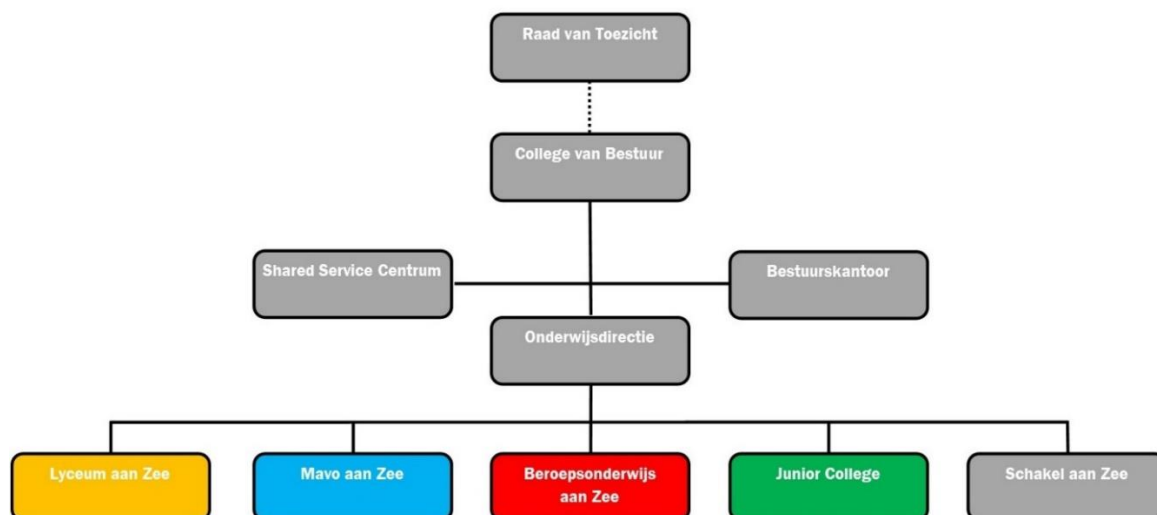 Raad van Toezicht
College van Bestuur
Shared Service Centrum
Bestuurskantoor
Onderwijsdirectie
Lyceum aan Zee
Mavo aan Zee
Beroepsonderwijs
aan Zee
Junior College
Schakel aan Zee